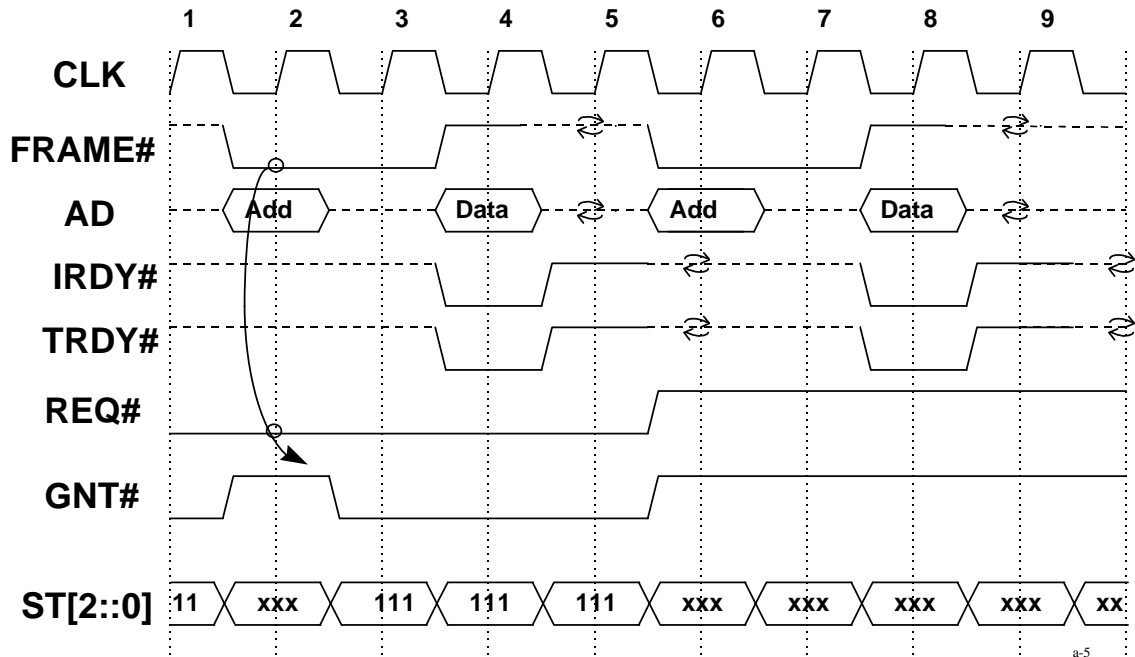 1 2 3 4 5 6 7 8 9
CLK
FRAME#
AD Add Data Add Data
IRDY#
TRDY#
REQ#
GNT#
ST[2::0] 11 xxx 111 111 111 xxx xxx xxx xxx xx
a-5